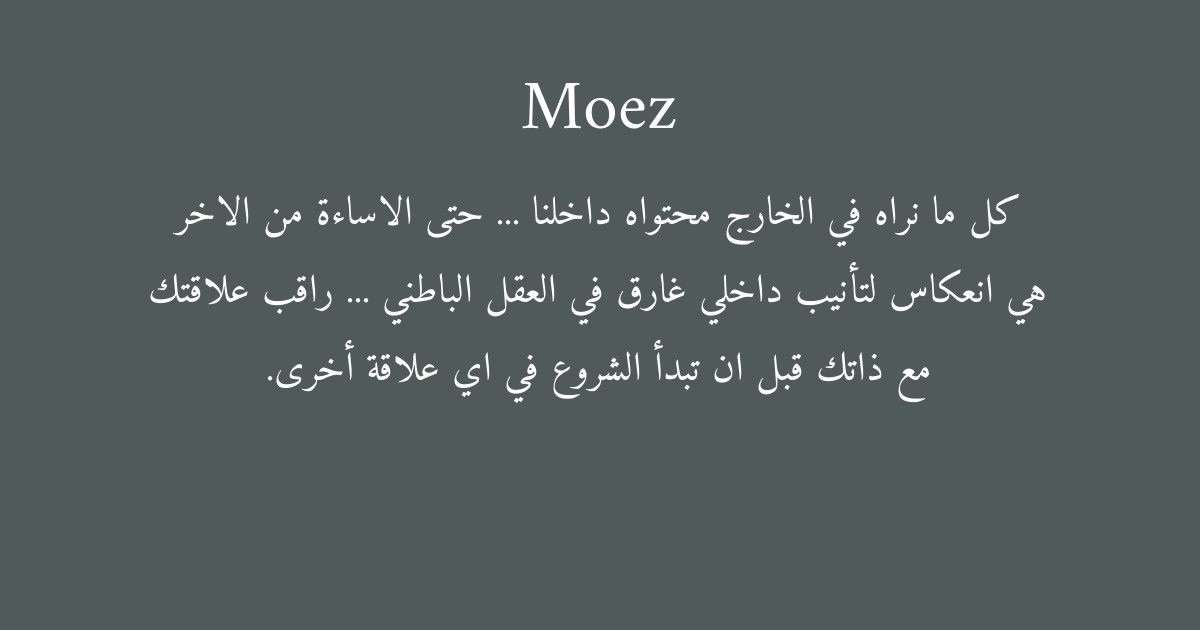 Moez
كل ما نراه في الخارج محتواه داخلنا ... حتى الاساءة من الاخر
هي انعكاس لتأنيب داخلي غارق في العقل الباطني ... راقب علاقتك
مع ذاتك قبل ان تبدأ الشروع في اي علاقة أخرى.